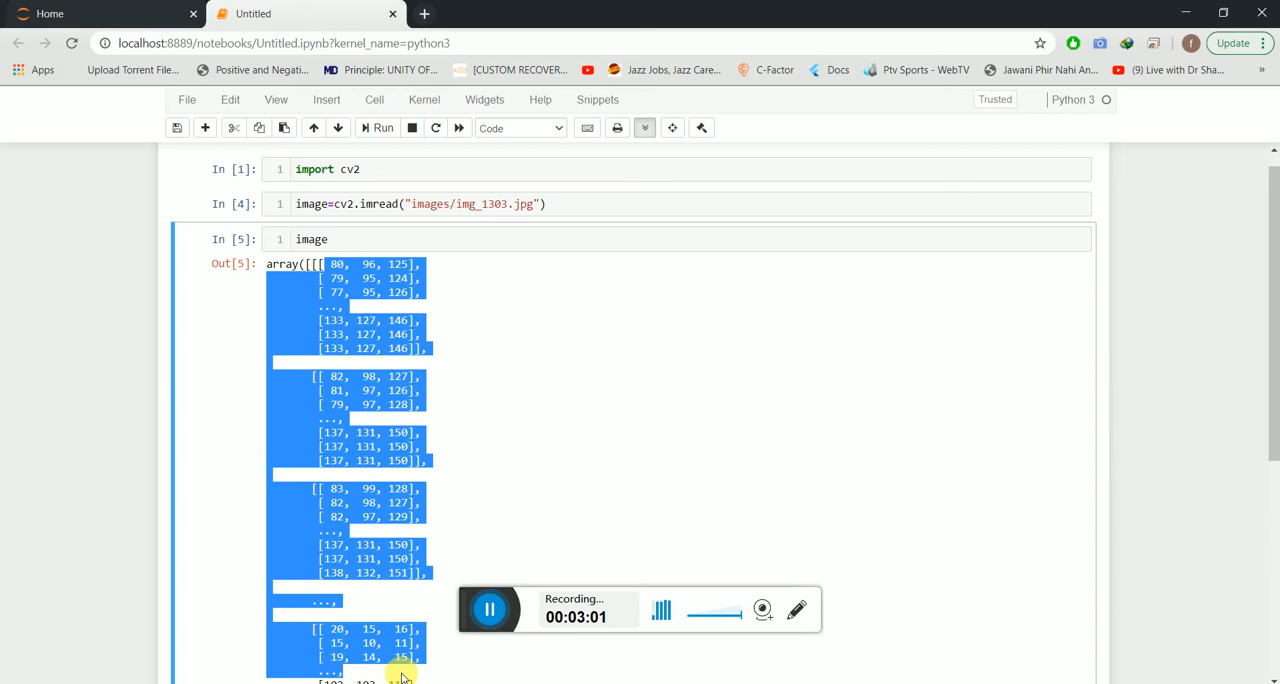 Home
Untitled
localhost:8889/notebooks/Untitled.ipynb?kernel_name=python3
f
Update
Apps
Upload Torrent File...
Positive and Negati...
MD Principle: UNITY OF...
[CUSTOM RECOVER...
Jazz Jobs, Jazz Care...
C-Factor
Docs
Ptv Sports - WebTV
Jawani Phir Nahi An...
(9) Live with Dr Sha...
»
File Edit View Insert Cell Kernel Widgets Help Snippets
Trusted
Python 3
Run
Code
In [1]: 1 import cv2
In [4]: 1 image=cv2.imread("images/img_1303.jpg")
In [5]: 1 image
Out[5]: array([[[ 80, 96, 125],
[ 79, 95, 124],
[ 77, 95, 126],
...,
[133, 127, 146],
[133, 127, 146],
[133, 127, 146]],
[[ 82, 98, 127],
[ 81, 97, 126],
[ 79, 97, 128],
...,
[137, 131, 150],
[137, 131, 150],
[137, 131, 150]],
[[ 83, 99, 128],
[ 82, 98, 127],
[ 82, 97, 129],
...,
[137, 131, 150],
[137, 131, 150],
[138, 132, 151]],
...,
[[ 20, 15, 16],
[ 15, 10, 11],
[ 19, 14, 15],
...,
Recording...
00:03:01